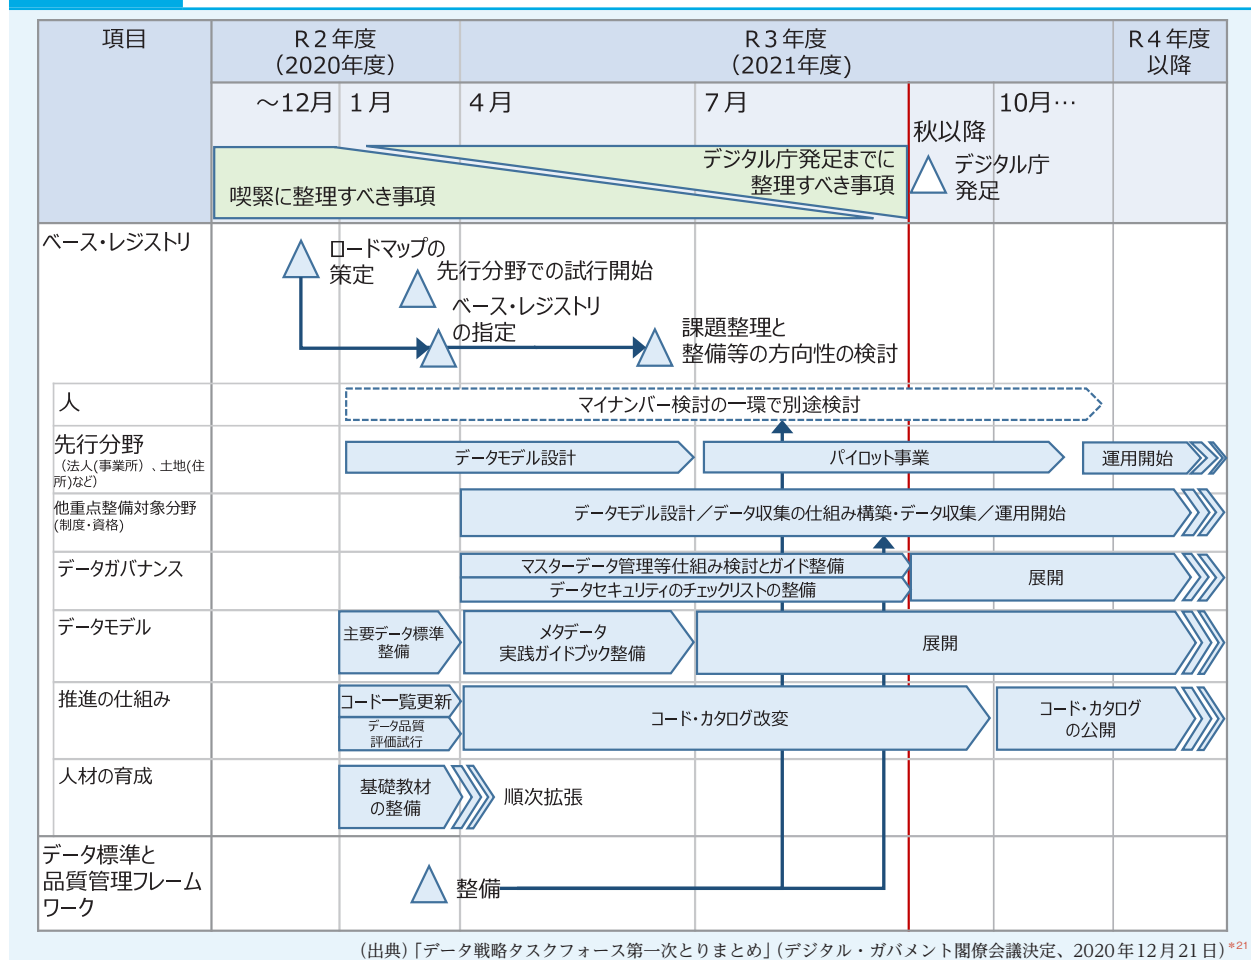 項目
R2年度
(2020年度)
R3年度
(2021年度)
R4年度
以降
～12月
1月
4月
7月
10月…
秋以降
デジタル庁
発足
喫緊に整理すべき事項
デジタル庁発足までに
整理すべき事項
ベース・レジストリ
ロードマップの
策定
先行分野での試行開始
ベース・レジストリ
の指定
課題整理と
整備等の方向性の検討
人
マイナンバー検討の一環で別途検討
先行分野
(法人(事業所)、土地(住
所)など)
データモデル設計
パイロット事業
運用開始
他重点整備対象分野
(制度・資格)
データモデル設計／データ収集の仕組み構築・データ収集／運用開始
データガバナンス
マスターデータ管理等仕組み検討とガイド整備
データセキュリティのチェックリストの整備
展開
データモデル
主要データ標準
整備
メタデータ
実践ガイドブック整備
展開
推進の仕組み
コード一覧更新
データ品質
評価試行
コード・カタログ改変
コード・カタログ
の公開
人材の育成
基礎教材
の整備
順次拡張
データ標準と
品質管理フレーム
ワーク
整備
(出典)「データ戦略タスクフォース第一次とりまとめ」(デジタル・ガバメント閣僚会議決定、2020年12月21日)*21